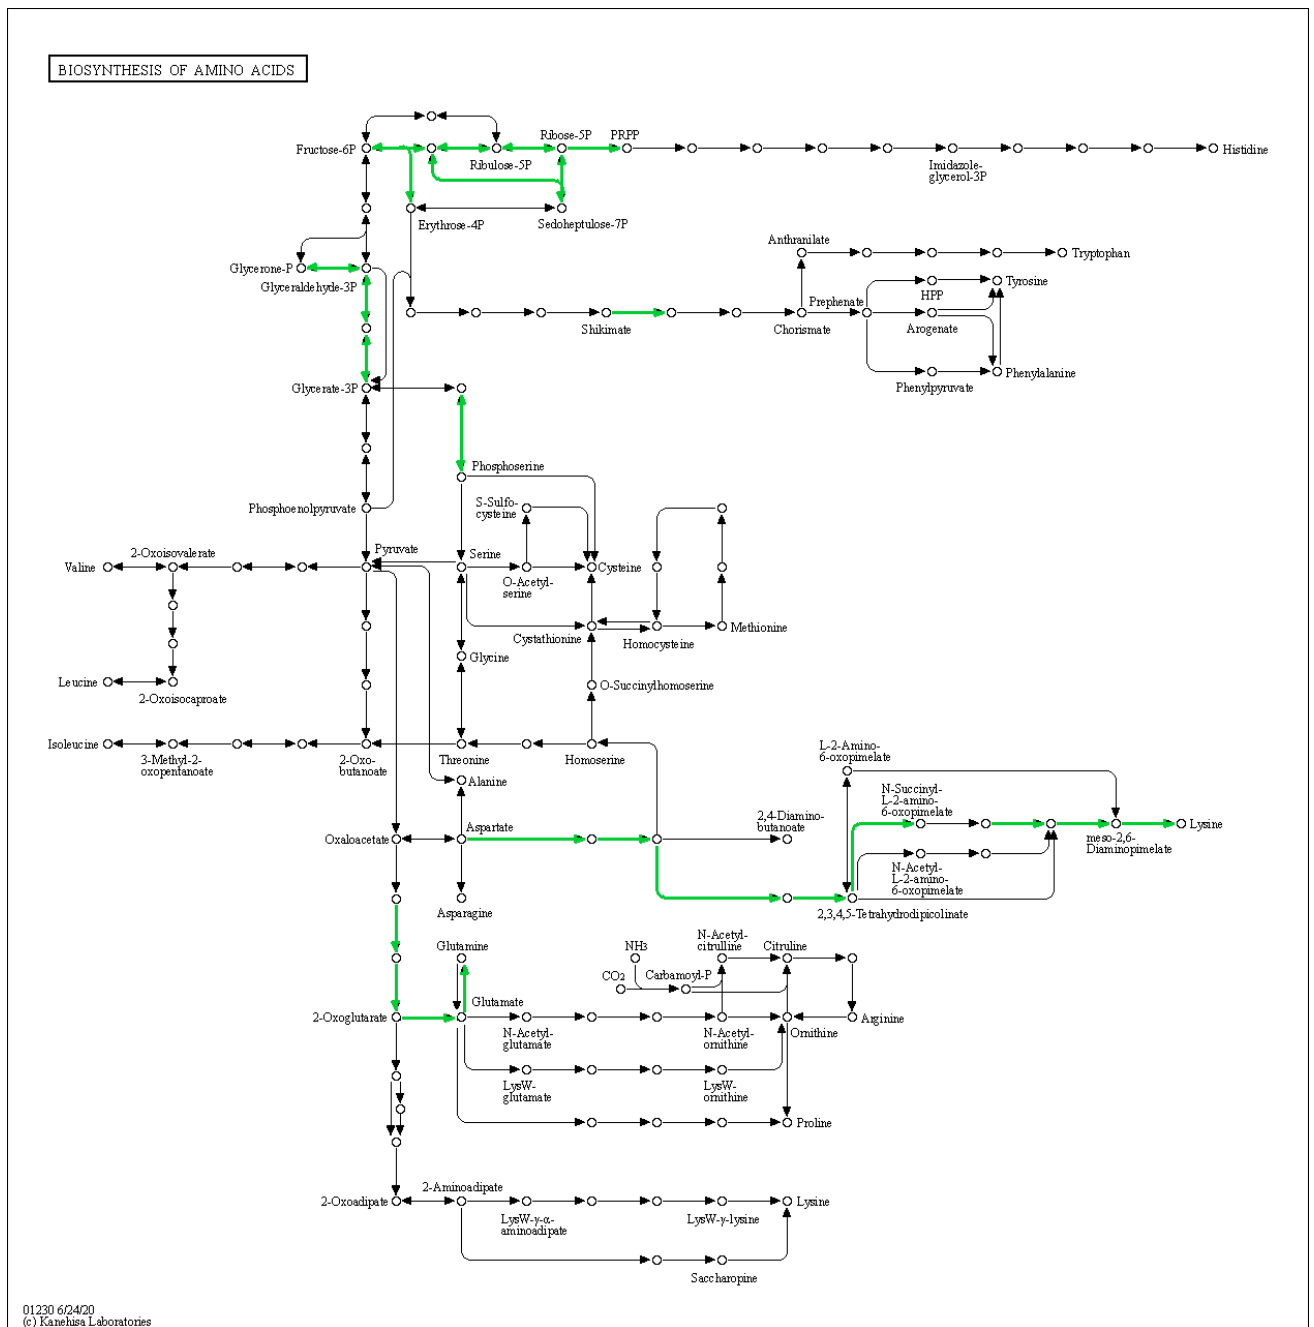 BIOSYNTHESIS OF AMINO ACIDS
Ribose-5P
PRPP
Fructose-6P
Ribulose-5P
Imidazole-
glycerol-3P
Histidine
Erythrose-4P
Sedoheptulose-7P
Anthranilate
Tryptophan
Glycerone-P
Glyceraldehyde-3P
Prephenate
HPP
Tyrosine
Shikimate
Chorismate
Arogenate
Glycerate-3P
Phenylpyruvate
Phenylalanine
Phosphoserine
Phosphoenolpyruvate
S-Sulfo-
cysteine
2-Oxoisovalerate
Pyruvate
Serine
Valine
Cysteine
O-Acetyl-
serine
Cystathionine
Homocysteine
Methionine
Glycine
Leucine
2-Oxoisocaproate
O-Succinylhomoserine
Isoleucine
3-Methyl-2-
oxopentanoate
2-Oxo-
butanoate
Threonine
Homoserine
L-2-Amino-
6-oxopimelate
Alanine
N-Succinyl-
L-2-amino-
6-oxopimelate
2,4-Diamino-
butanoate
Aspartate
Oxaloacetate
Lysine
meso-2,6-
Diaminopimelate
N-Acetyl-
L-2-amino-
6-oxopimelate
Asparagine
2,3,4,5-Tetrahydrodipicolinate
Glutamine
NH3
N-Acetyl-
citrulline
Citruline
CO2
Carbamoyl-P
Glutamate
2-Oxoglutarate
N-Acetyl-
glutamate
N-Acetyl-
ornithine
Ornithine
Arginine
LysW-
glutamate
LysW-
ornithine
Proline
2-Aminoadipate
2-Oxoadipate
LysW-γ-α-
aminoadipate
LysW-γ-lysine
Lysine
Saccharopine
01230 6/24/20
(c) Kanehisa Laboratories